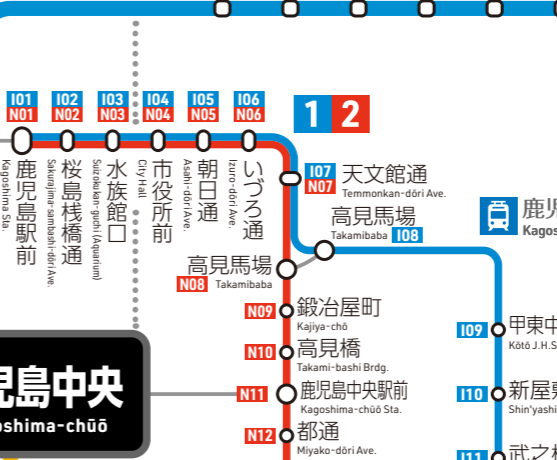 I01 I02 I03 I04 I05 I06
N01 N02 N03 N04 N05 N06
1 2
鹿児島駅前
Kagoshima Sta.
桜島桟橋通
Sakurajima-sambashi-dōri Ave.
水族館口
Suizokukan-guchi (Aquarium)
市役所前
City Hall
朝日通
Asahi-dōri Ave.
いづろ通
Izuro-dōri Ave.
I07
N07
天文館通
Temmonkan-dōri Ave.
高見馬場
Takamibaba I08
高見馬場
N08 Takamibaba
N09 鍛冶屋町
Kajiya-chō
N10 高見橋
Takami-bashi Brdg.
N11 鹿児島中央駅前
Kagoshima-chūō Sta.
N12 都通
Miyako-dōri Ave.
児島中央
oshima-chūō
鹿児
Kagos
I09 甲東中
Kōtō J.H.S
I10 新屋敷
Shin'yashi
I11 武之橋